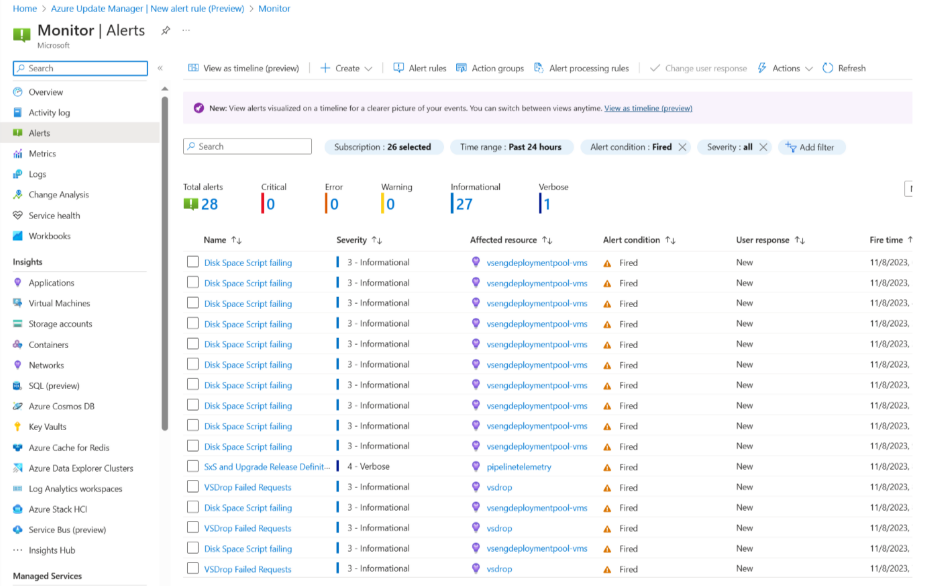 Home > Azure Update Manager | New alert rule (Preview) > Monitor
Monitor | Alerts
Microsoft
Search
Overview
Activity log
Alerts
Metrics
Logs
Change Analysis
Service health
Workbooks
Insights
Applications
Virtual Machines
Storage accounts
Containers
Networks
SQL (preview)
Azure Cosmos DB
Key Vaults
Azure Cache for Redis
Azure Data Explorer Clusters
Log Analytics workspaces
Azure Stack HCI
Service Bus (preview)
Insights Hub
Managed Services
View as timeline (preview) Create Alert rules Action groups Alert processing rules Change user response Actions Refresh
New: View alerts visualized on a timeline for a clearer picture of your events. You can switch between views anytime. View as timeline (preview)
Search Subscription : 26 selected Time range : Past 24 hours Alert condition : Fired Severity : all Add filter
Total alerts Critical Error Warning Informational Verbose
28 0 0 0 27 1
Name Severity Affected resource Alert condition User response Fire time
Disk Space Script failing 3 - Informational vsengdeploymentpool-vms Fired New 11/8/2023,
Disk Space Script failing 3 - Informational vsengdeploymentpool-vms Fired New 11/8/2023,
Disk Space Script failing 3 - Informational vsengdeploymentpool-vms Fired New 11/8/2023,
Disk Space Script failing 3 - Informational vsengdeploymentpool-vms Fired New 11/8/2023,
Disk Space Script failing 3 - Informational vsengdeploymentpool-vms Fired New 11/8/2023,
Disk Space Script failing 3 - Informational vsengdeploymentpool-vms Fired New 11/8/2023,
Disk Space Script failing 3 - Informational vsengdeploymentpool-vms Fired New 11/8/2023,
Disk Space Script failing 3 - Informational vsengdeploymentpool-vms Fired New 11/8/2023,
Disk Space Script failing 3 - Informational vsengdeploymentpool-vms Fired New 11/8/2023,
Disk Space Script failing 3 - Informational vsengdeploymentpool-vms Fired New 11/8/2023,
SxS and Upgrade Release Definit... 4 - Verbose pipelinetelemetry Fired New 11/8/2023,
VSDrop Failed Requests 3 - Informational vsdrop Fired New 11/8/2023,
Disk Space Script failing 3 - Informational vsengdeploymentpool-vms Fired New 11/8/2023,
VSDrop Failed Requests 3 - Informational vsdrop Fired New 11/8/2023,
Disk Space Script failing 3 - Informational vsengdeploymentpool-vms Fired New 11/8/2023,
VSDrop Failed Requests 3 - Informational vsdrop Fired New 11/8/2023,